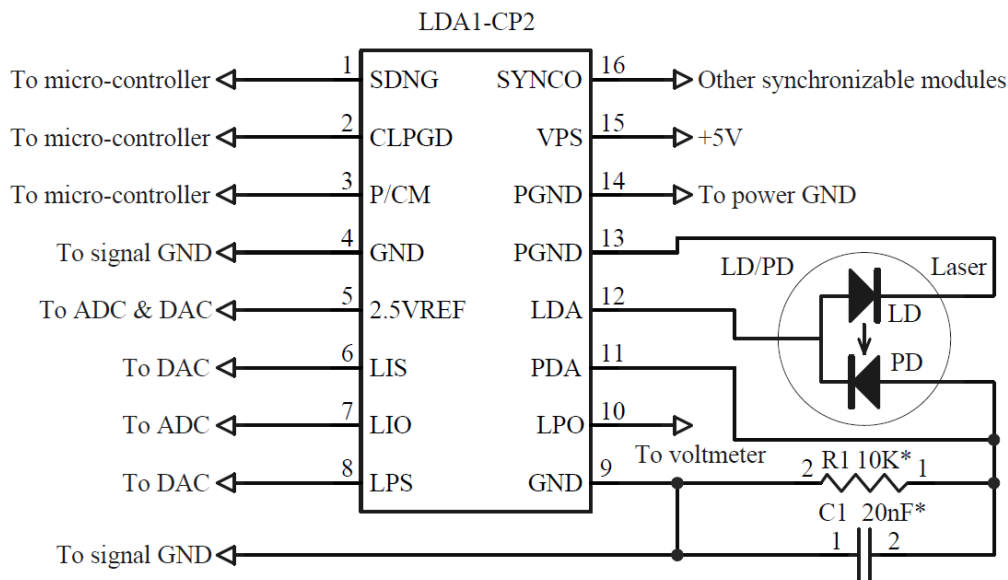 LDA1-CP2
To micro-controller 1 SDNG SYNCO 16 Other synchronizable modules
To micro-controller 2 CLPGD VPS 15 +5V
To micro-controller 3 P/CM PGND 14 To power GND
To signal GND 4 GND PGND 13
LD/PD Laser
To ADC & DAC 5 2.5VREF LDA 12 LD
To DAC 6 LIS PDA 11 PD
To ADC 7 LIO LPO 10
To voltmeter
To DAC 8 LPS GND 9 2 R1 10K* 1
C1 20nF*
To signal GND 1 2